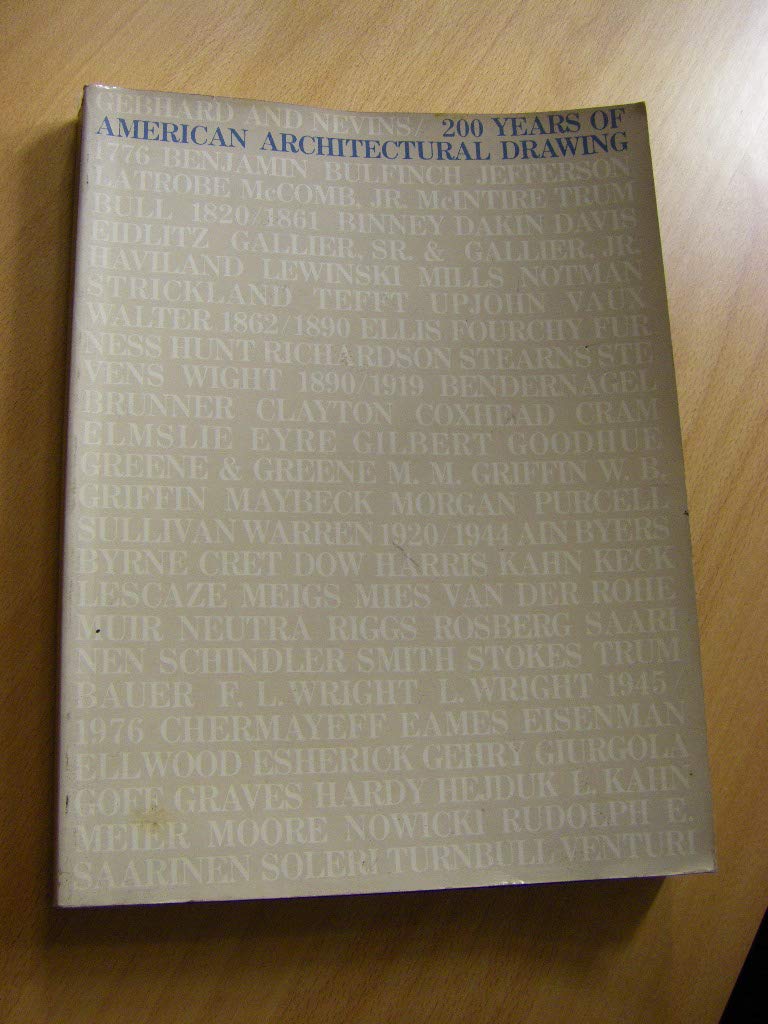 GEBHARD AND NEVINS/ 200 YEARS OF
AMERICAN ARCHITECTURAL DRAWING
1776 BENJAMIN BULFINCH JEFFERSON
LATROBE McCOMB, JR. McINTIRE TRUM
BULL 1820/1861 BINNEY DAKIN DAVIS
EIDLITZ GALLIER, SR. & GALLIER, JR.
HAVILAND LEWINSKI MILLS NOTMAN
STRICKLAND TEFFT UPJOHN VAUX
WALTER 1862/1890 ELLIS FOURCHY FUR
NESS HUNT RICHARDSON STEARNS STE
VENS WIGHT 1890/1919 BENDERNAGEL
BRUNNER CLAYTON COXHEAD CRAM
ELMSLIE EYRE GILBERT GOODHUE
GREENE & GREENE M. M. GRIFFIN W. B.
GRIFFIN MAYBECK MORGAN PURCELL
SULLIVAN WARREN 1920/1944 AIN BYERS
BYRNE CRET DOW HARRIS KAHN KECK
LESCAZE MEIGS MIES VAN DER ROHE
MUIR NEUTRA RIGGS ROSBERG SAARI
NEN SCHINDLER SMITH STOKES TRUM
BAUER F. L. WRIGHT L. WRIGHT 1945/
1976 CHERMAYEFF EAMES EISENMAN
ELLWOOD ESHERICK GEHRY GIURGOLA
GOFF GRAVES HARDY HEJDUK L. KAHN
MEIER MOORE NOWICKI RUDOLPH E.
SAARINEN SOLERI TURNBULL VENTURI